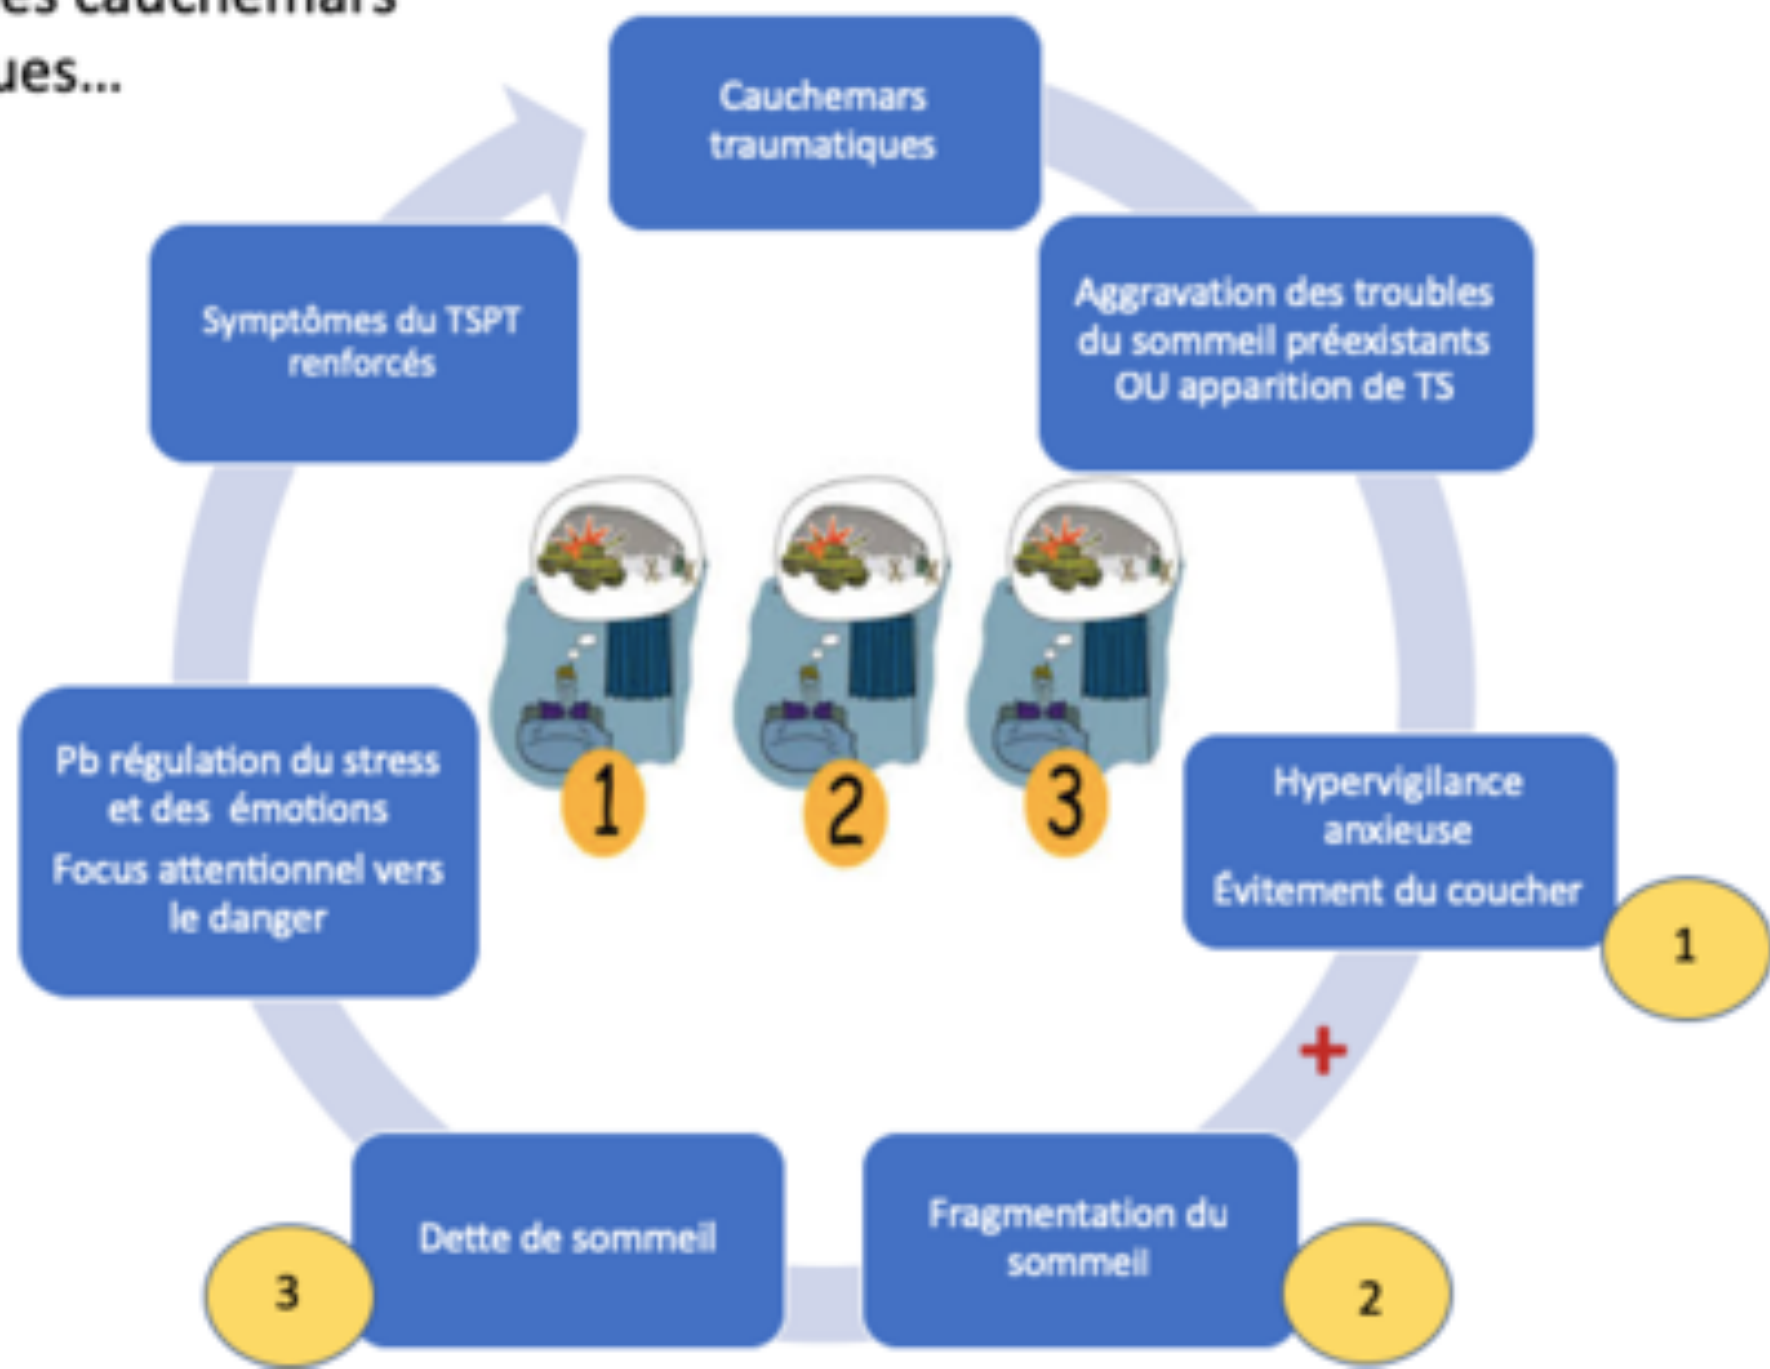 es cauchemars
ues...
Cauchemars
traumatiques
Aggravation des troubles
du sommeil préexistants
OU apparition de TS
Hypervigilance
anxieuse
Évitement du coucher
1
+
Fragmentation du
sommeil
2
Dette de sommeil
3
Pb régulation du stress
et des émotions
Focus attentionnel vers
le danger
Symptômes du TSPT
renforcés
1
2
3